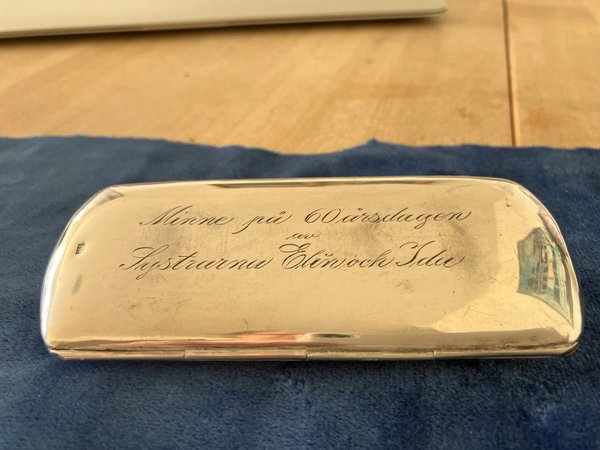 Minne på 60årsdagen
av
Systrarna Elin och Ida